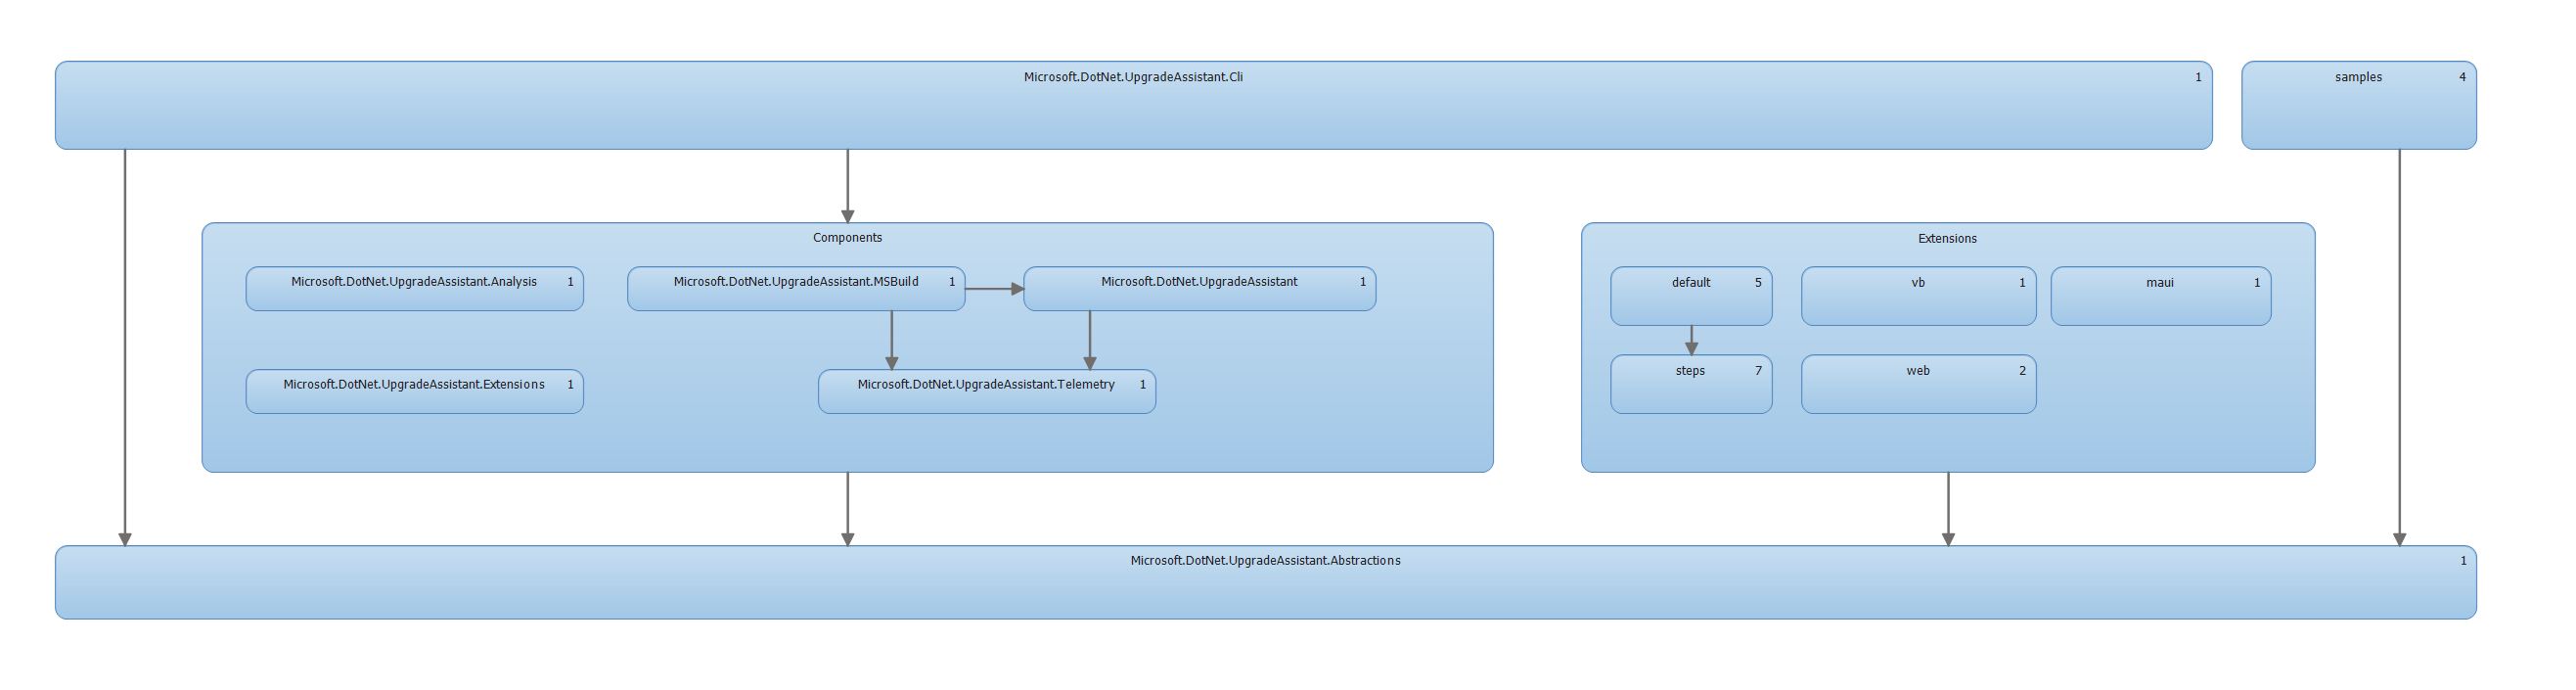 Microsoft.DotNet.UpgradeAssistant.Cli 1
samples 4
Components
Microsoft.DotNet.UpgradeAssistant.Analysis 1
Microsoft.DotNet.UpgradeAssistant.MSBuild 1
Microsoft.DotNet.UpgradeAssistant 1
Microsoft.DotNet.UpgradeAssistant.Extensions 1
Microsoft.DotNet.UpgradeAssistant.Telemetry 1
Extensions
default 5
vb 1
maui 1
steps 7
web 2
Microsoft.DotNet.UpgradeAssistant.Abstractions 1